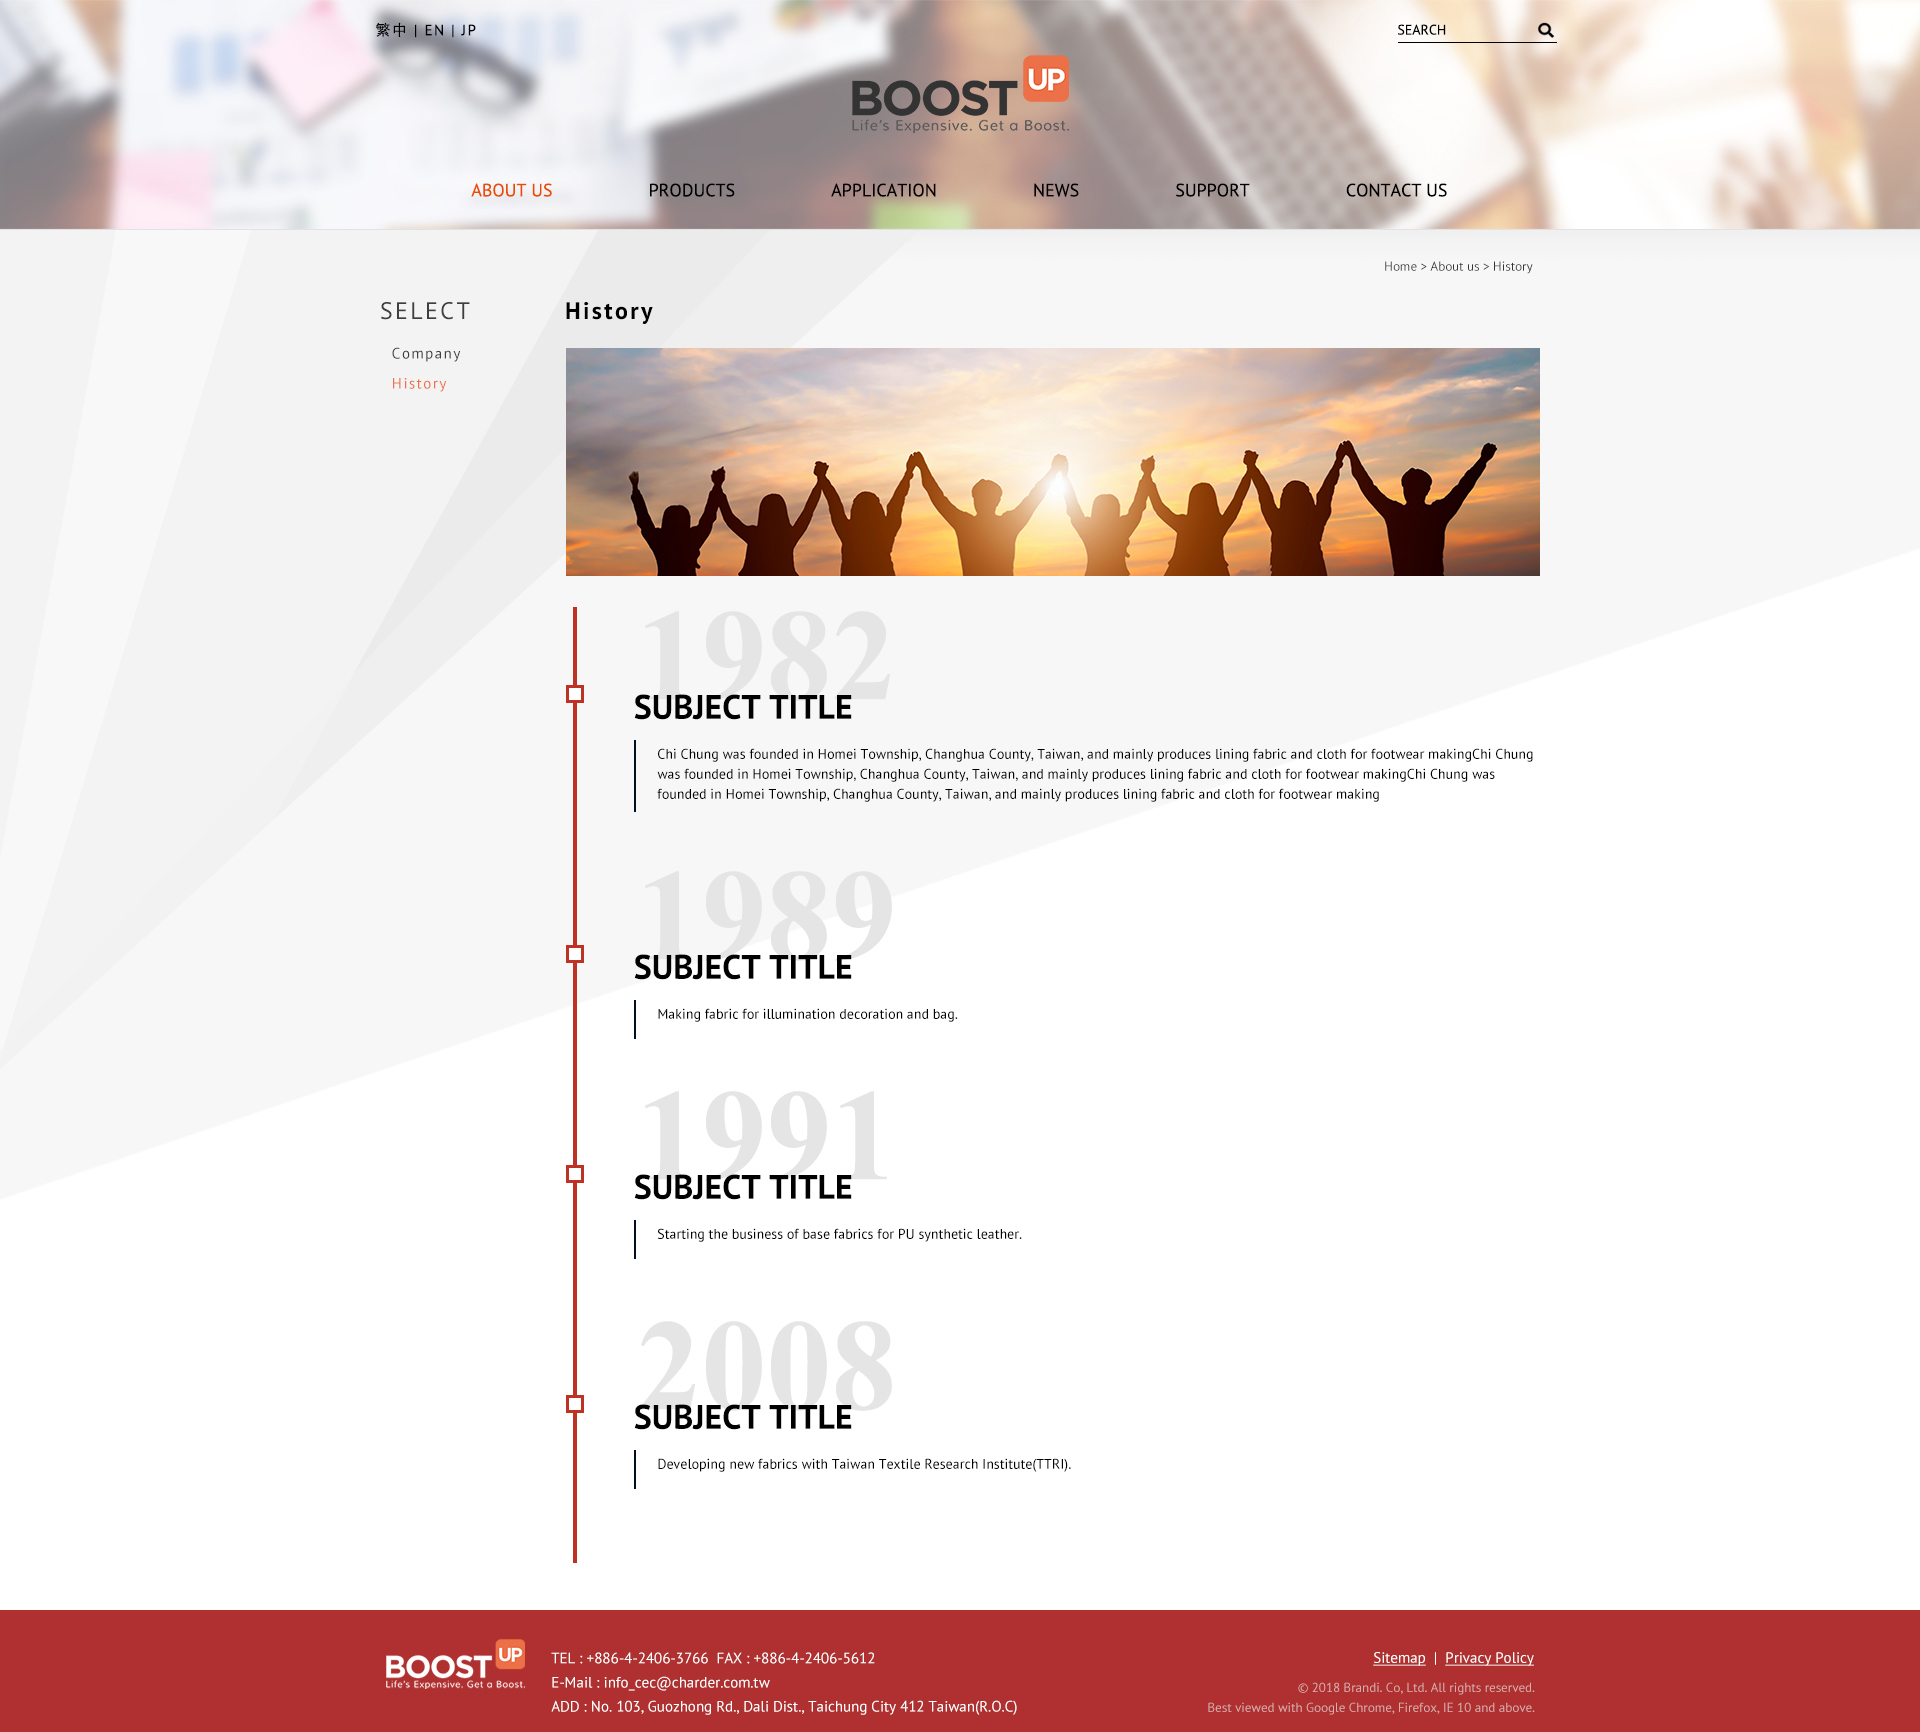 繁中 | EN | JP
SEARCH
BOOST UP
Life's Expensive. Get a Boost.
ABOUT US
PRODUCTS
APPLICATION
NEWS
SUPPORT
CONTACT US
Home > About us > History
SELECT
Company
History
History
1982
SUBJECT TITLE
Chi Chung was founded in Homei Township, Changhua County, Taiwan, and mainly produces lining fabric and cloth for footwear makingChi Chung
was founded in Homei Township, Changhua County, Taiwan, and mainly produces lining fabric and cloth for footwear makingChi Chung was
founded in Homei Township, Changhua County, Taiwan, and mainly produces lining fabric and cloth for footwear making
1989
SUBJECT TITLE
Making fabric for illumination decoration and bag.
1991
SUBJECT TITLE
Starting the business of base fabrics for PU synthetic leather.
2008
SUBJECT TITLE
Developing new fabrics with Taiwan Textile Research Institute(TTRI).
BOOST UP
Life's Expensive. Get a Boost.
TEL : +886-4-2406-3766 FAX : +886-4-2406-5612
E-Mail : info_cec@charder.com.tw
ADD : No. 103, Guozhong Rd., Dali Dist., Taichung City 412 Taiwan(R.O.C)
Sitemap | Privacy Policy
© 2018 Brandi. Co, Ltd. All rights reserved.
Best viewed with Google Chrome, Firefox, IE 10 and above.